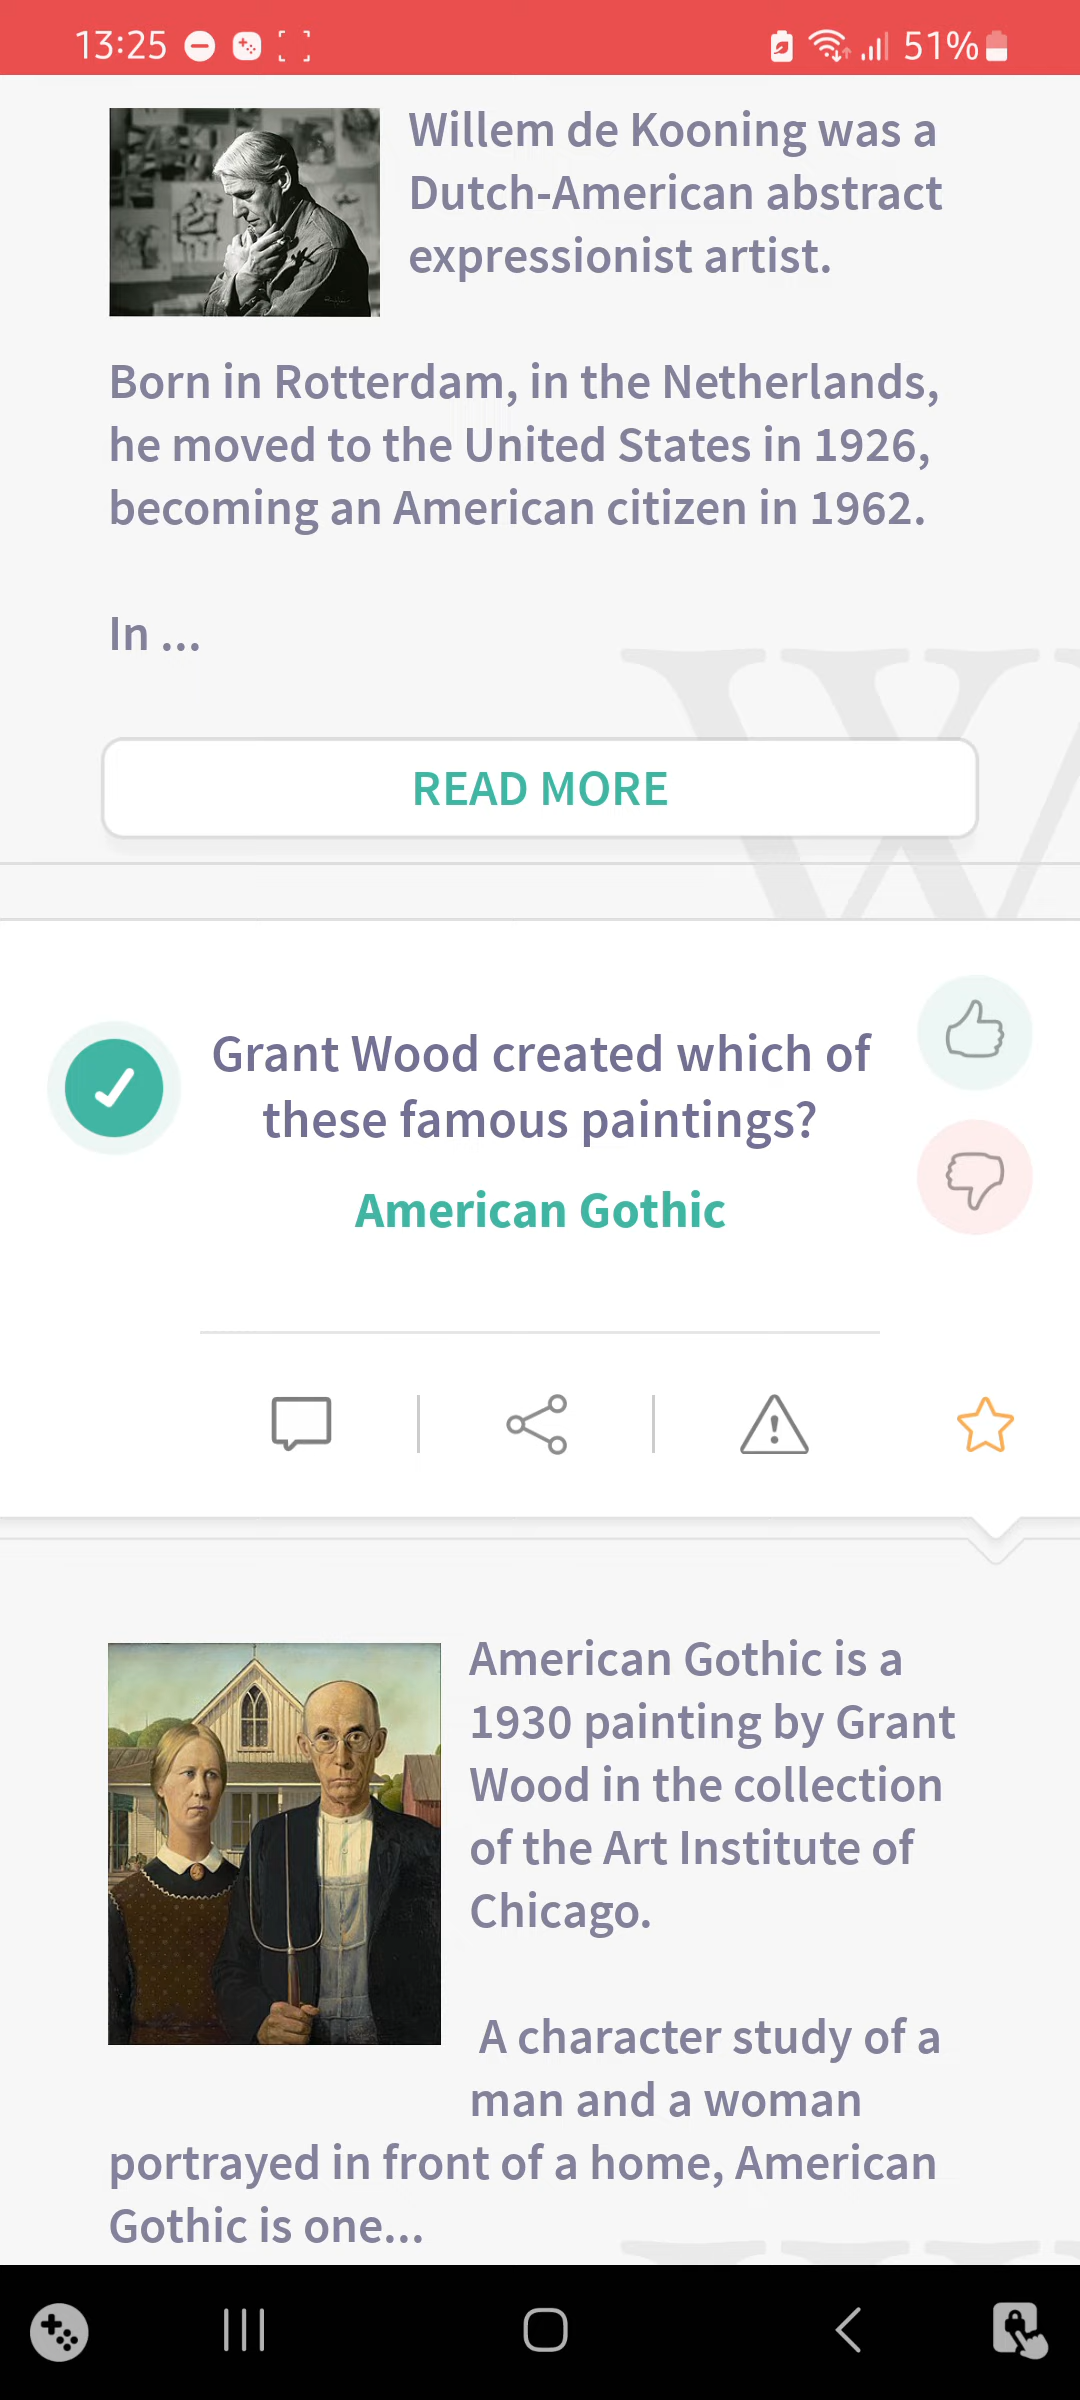 13:25
51%
Willem de Kooning was a
Dutch-American abstract
expressionist artist.
Born in Rotterdam, in the Netherlands,
he moved to the United States in 1926,
becoming an American citizen in 1962.
In ...
READ MORE
Grant Wood created which of
these famous paintings?
American Gothic
American Gothic is a
1930 painting by Grant
Wood in the collection
of the Art Institute of
Chicago.
A character study of a
man and a woman
portrayed in front of a home, American
Gothic is one...